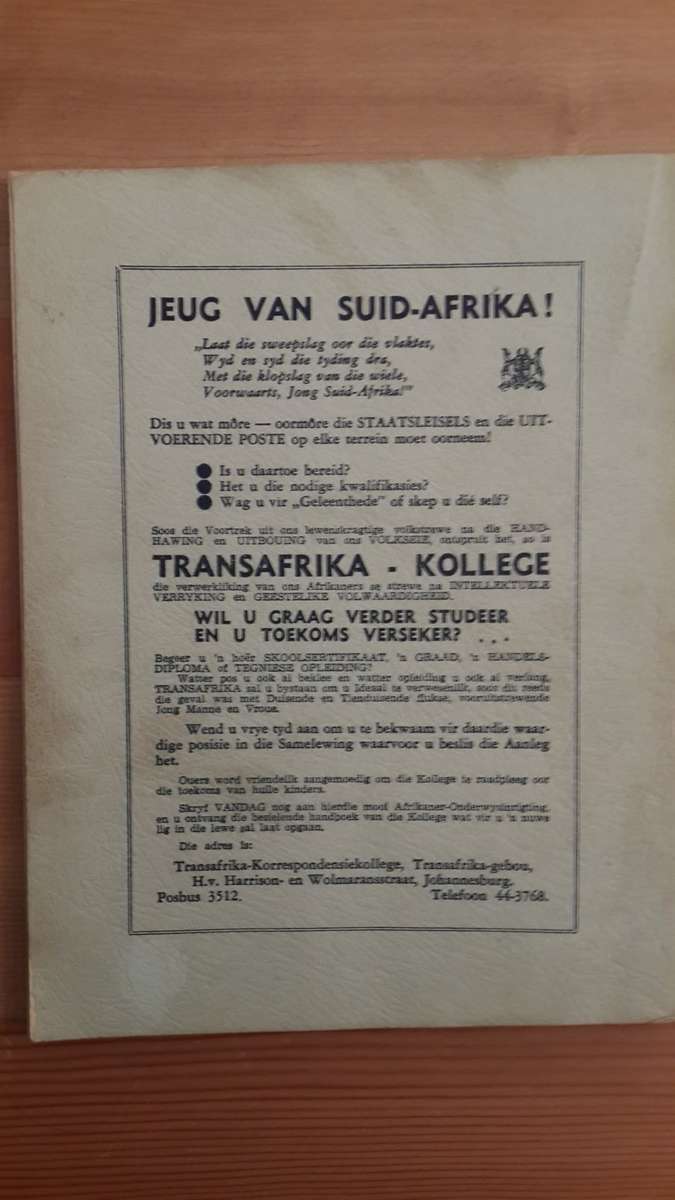 JEUG VAN SUID-AFRIKA!
„Laat die sweepslag oor die vlaktes,
Wyd en syd die tyding dra,
Met die klopslag van die wiele,
Voorwaarts, Jong Suid-Afrika!"
Dis u wat môre — oormôre die STAATSLEISELS en die UIT-
VOERENDE POSTE op elke terrein moet oorneem!
● Is u daartoe bereid?
● Het u die nodige kwalifikasies?
● Wag u vir „Geleenthede" of skep u dié self?
Soos die Voortrek uit ons lewenskragtige volkstrewe na die HAND-
HAWING en UITBOUING van ons VOLKSEIE, ontspruit het, so is
TRANSAFRIKA - KOLLEGE
die verwerkliking van ons Afrikaners se strewe na INTELLEKTUELE
VERRYKING en GEESTELIKE VOLWAARDIGHEID.
WIL U GRAAG VERDER STUDEER
EN U TOEKOMS VERSEKER? . . .
Begeer u 'n hoër SKOOLSERTIFIKAAT, 'n GRAAD, 'n HANDELS-
DIPLOMA of TEGNIESE OPLEIDING?
Watter pos u ook al beklee en watter opleiding u ook al verlang,
TRANSAFRIKA sal u bystaan om u Ideaal te verwesenlik, soos dit reeds
die geval was met Duisende en Tienduisende flukse, vooruitstrewende
Jong Manne en Vroue.
Wend u vrye tyd aan om u te bekwaam vir daardie waar-
dige posisie in die Samelewing waarvoor u beslis die Aanleg
het.
Ouers word vriendelik aangemoedig om die Kollege te raadpleeg oor
die toekoms van hulle kinders.
Skryf VANDAG nog aan hierdie mooi Afrikaner-Onderwysinrigting,
en u ontvang die besielende handboek van die Kollege wat vir u 'n nuwe
lig in die lewe sal laat opgaan.
Die adres is:
Transafrika-Korrespondensiekollege, Transafrika-gebou,
H.v. Harrison- en Wolmaransstraat, Johannesburg.
Posbus 3512. Telefoon 44-3768.